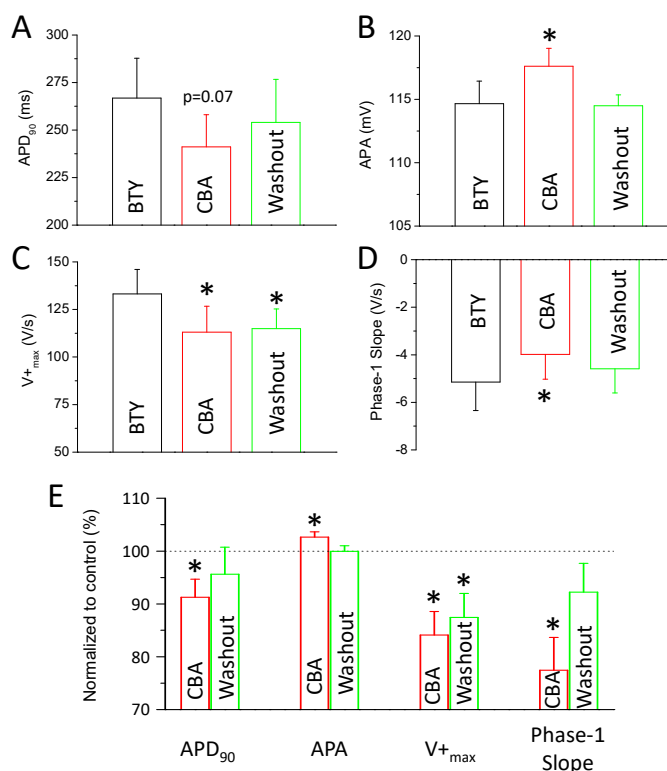 A
300
275
250
225
200
APD90 (ms)
p=0.07
BTY
CBA
Washout
B
120
115
110
105
APA (mV)
*
BTY
CBA
Washout
C
150
125
100
75
50
V+max (V/s)
*
*
BTY
CBA
Washout
D
0
-2
-4
-6
-8
Phase-1 Slope (V/s)
BTY
CBA
Washout
*
E
110
100
90
80
70
Normalized to control (%)
*
CBA
Washout
*
CBA
Washout
*
*
CBA
Washout
*
CBA
Washout
APD90
APA
V+max
Phase-1
Slope